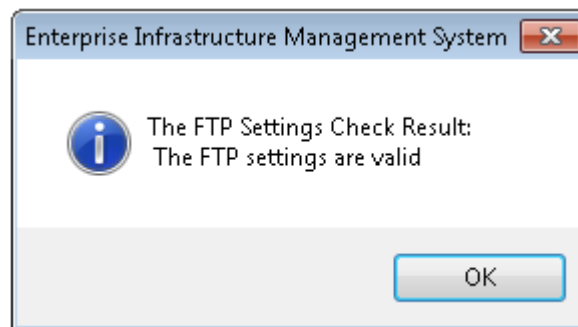 Enterprise Infrastructure Management System
The FTP Settings Check Result:
The FTP settings are valid
OK